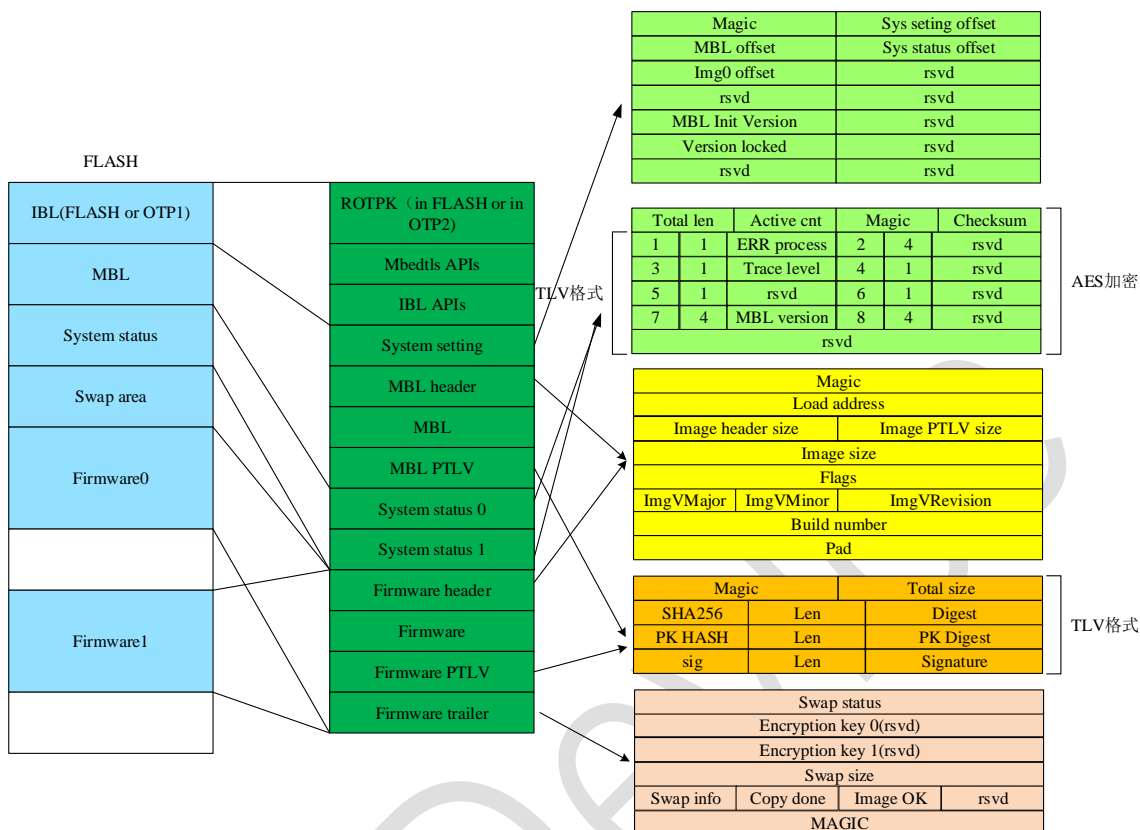 FLASH
IBL(FLASH or OTP1)
MBL
System status
Swap area
Firmware0
Firmware1
ROTPK（in FLASH or in
OTP2)
Mbedtls APIs
IBL APIs
System setting
MBL header
MBL
MBL PTLV
System status 0
System status 1
Firmware header
Firmware
Firmware PTLV
Firmware trailer
Magic Sys seting offset
MBL offset Sys status offset
Img0 offset rsvd
rsvd rsvd
MBL Init Version rsvd
Version locked rsvd
rsvd rsvd
TLV格式
Total len Active cnt Magic Checksum
1 1 ERR process 2 4 rsvd
3 1 Trace level 4 1 rsvd
5 1 rsvd 6 1 rsvd
7 4 MBL version 8 4 rsvd
rsvd
AES加密
Magic
Load address
Image header size Image PTLV size
Image size
Flags
ImgVMajor ImgVMinor ImgVRevision
Build number
Pad
Magic Total size
SHA256 Len Digest
PK HASH Len PK Digest
sig Len Signature
TLV格式
Swap status
Encryption key 0(rsvd)
Encryption key 1(rsvd)
Swap size
Swap info Copy done Image OK rsvd
MAGIC